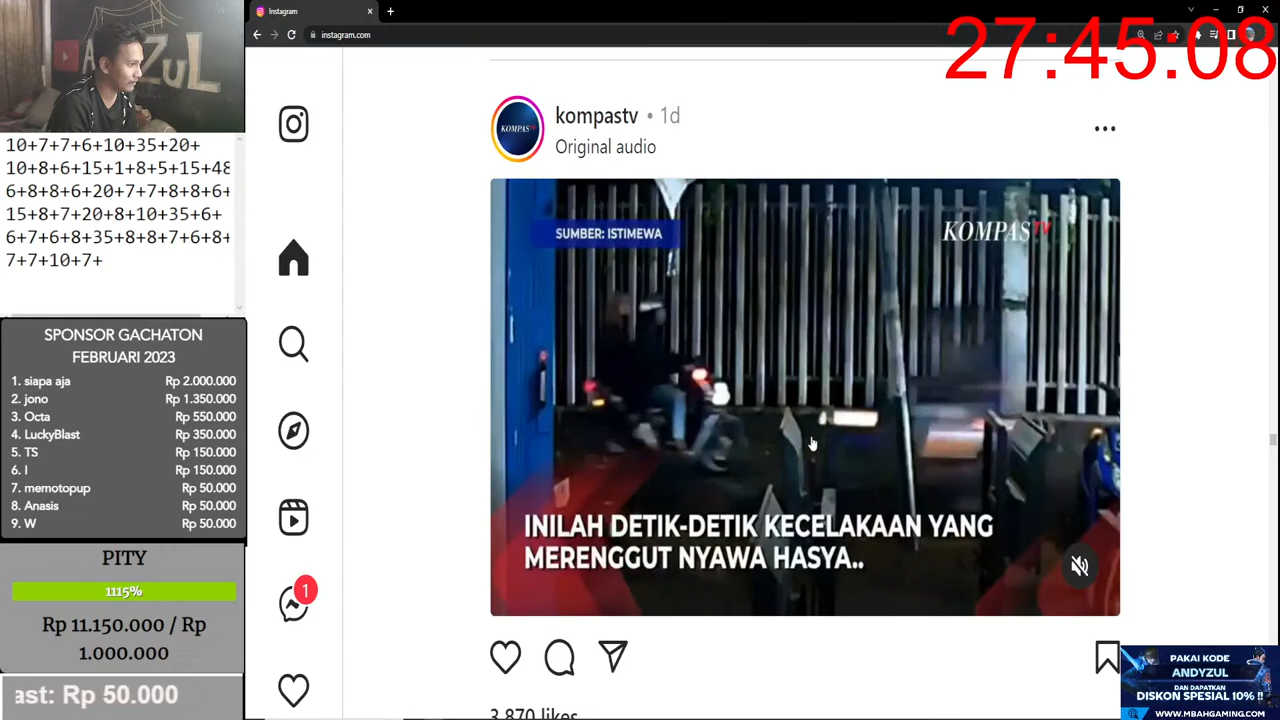 Instagram
instagram.com
27:45:08
10+7+7+6+10+35+20+
10+8+6+15+1+8+5+15+48
6+8+8+6+20+7+7+8+8+6+
15+8+7+20+8+10+35+6+
6+7+6+8+35+8+8+7+6+8+
7+7+10+7+
SPONSOR GACHATON
FEBRUARI 2023
1. siapa aja Rp 2.000.000
2. jono Rp 1.350.000
3. Octa Rp 550.000
4. LuckyBlast Rp 350.000
5. TS Rp 150.000
6. I Rp 150.000
7. memotopup Rp 50.000
8. Anasis Rp 50.000
9. W Rp 50.000
PITY
1115%
Rp 11.150.000 / Rp
1.000.000
ast: Rp 50.000
1
kompastv • 1d
Original audio
KOMPAS
SUMBER: ISTIMEWA
KOMPAS TV
INILAH DETIK-DETIK KECELAKAAN YANG
MERENGGUT NYAWA HASYA..
3.870 likes
PAKAI KODE
ANDYZUL
DAN DAPATKAN
DISKON SPESIAL 10% !!
WWW.MBAHGAMING.COM